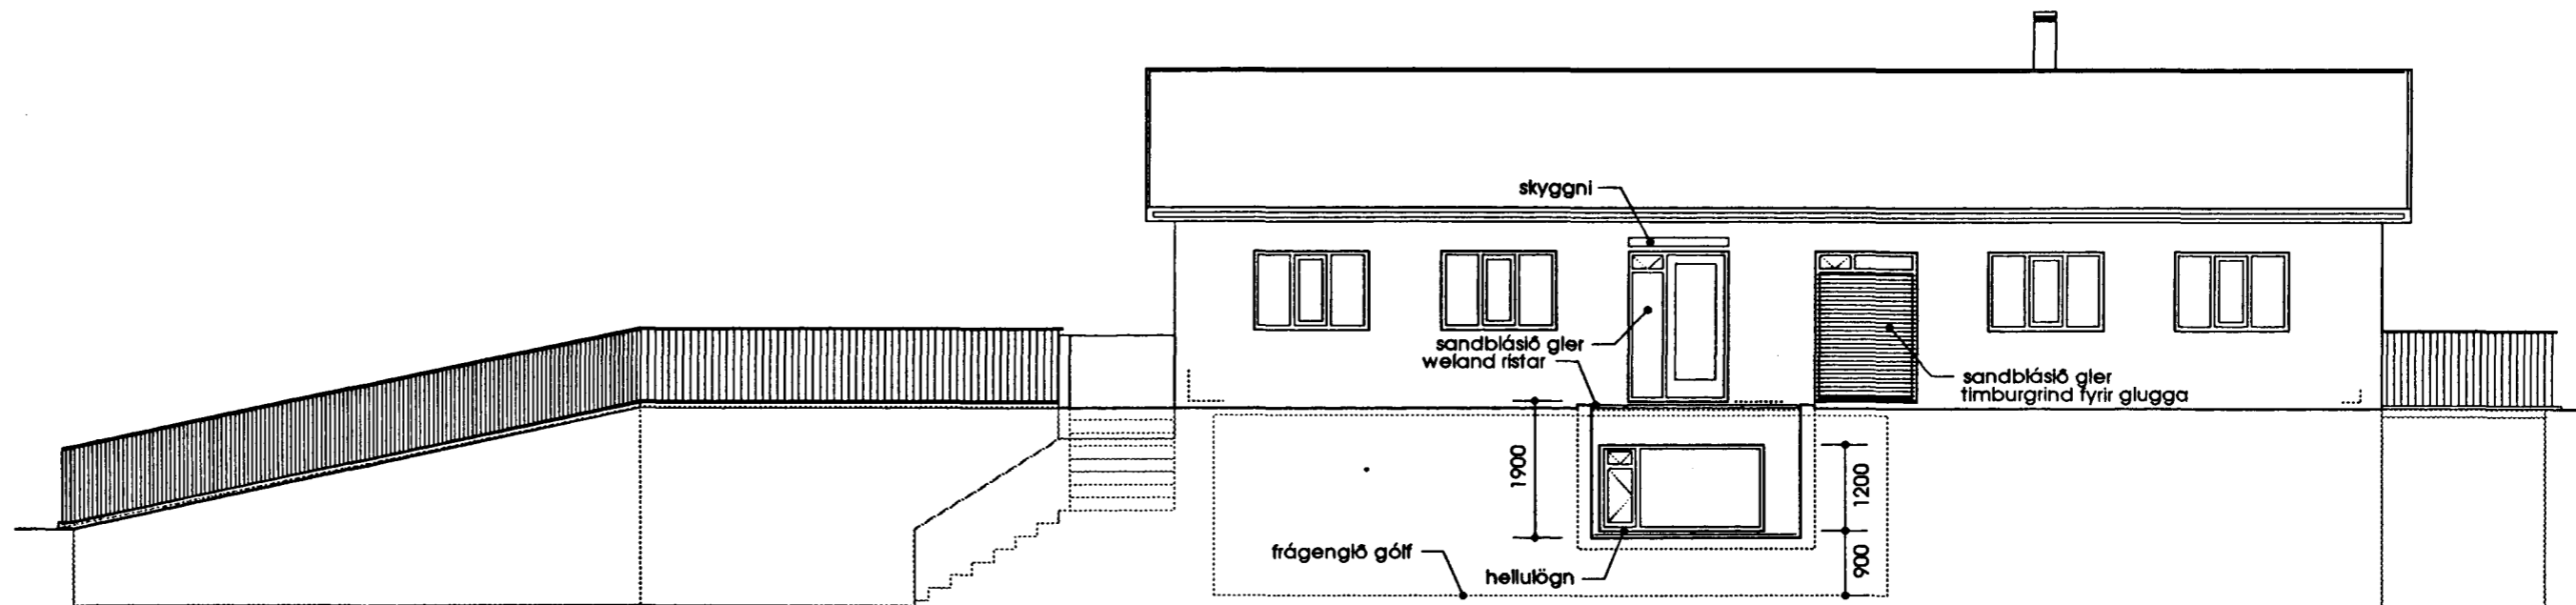 skyggni
sandblásið gler
weland ristar
sandblásið gler
timburgrind fyrir glugga
1900
1200
900
frágengið gólf
hellulögn